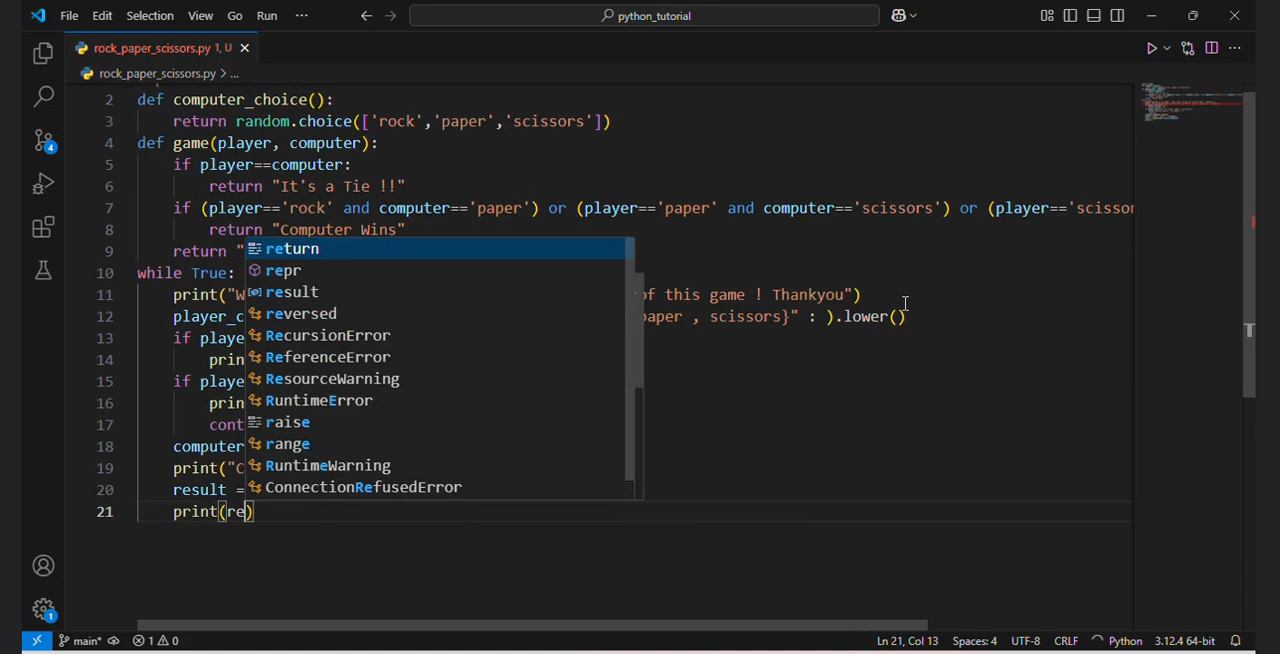 File Edit Selection View Go Run ··· python_tutorial
rock_paper_scissors.py 1, U
rock_paper_scissors.py > ...
2 def computer_choice():
3 return random.choice(['rock','paper','scissors'])
4 def game(player, computer):
5 if player==computer:
6 return "It's a Tie !!"
7 if (player=='rock' and computer=='paper') or (player=='paper' and computer=='scissors') or (player=='scissor
8 return "Computer Wins"
9 return "
return
10 while True:
repr
11 print("W of this game ! Thankyou")
result
12 player_c paper , scissors}" : ).lower()
reversed
13 if playe
RecursionError
14 prin
ReferenceError
15 if playe
ResourceWarning
16 prin
RuntimeError
17 cont
raise
18 computer
range
19 print("C
RuntimeWarning
20 result =
ConnectionRefusedError
21 print(re)
4
1
main* 1 0 Ln 21, Col 13 Spaces: 4 UTF-8 CRLF Python 3.12.4 64-bit